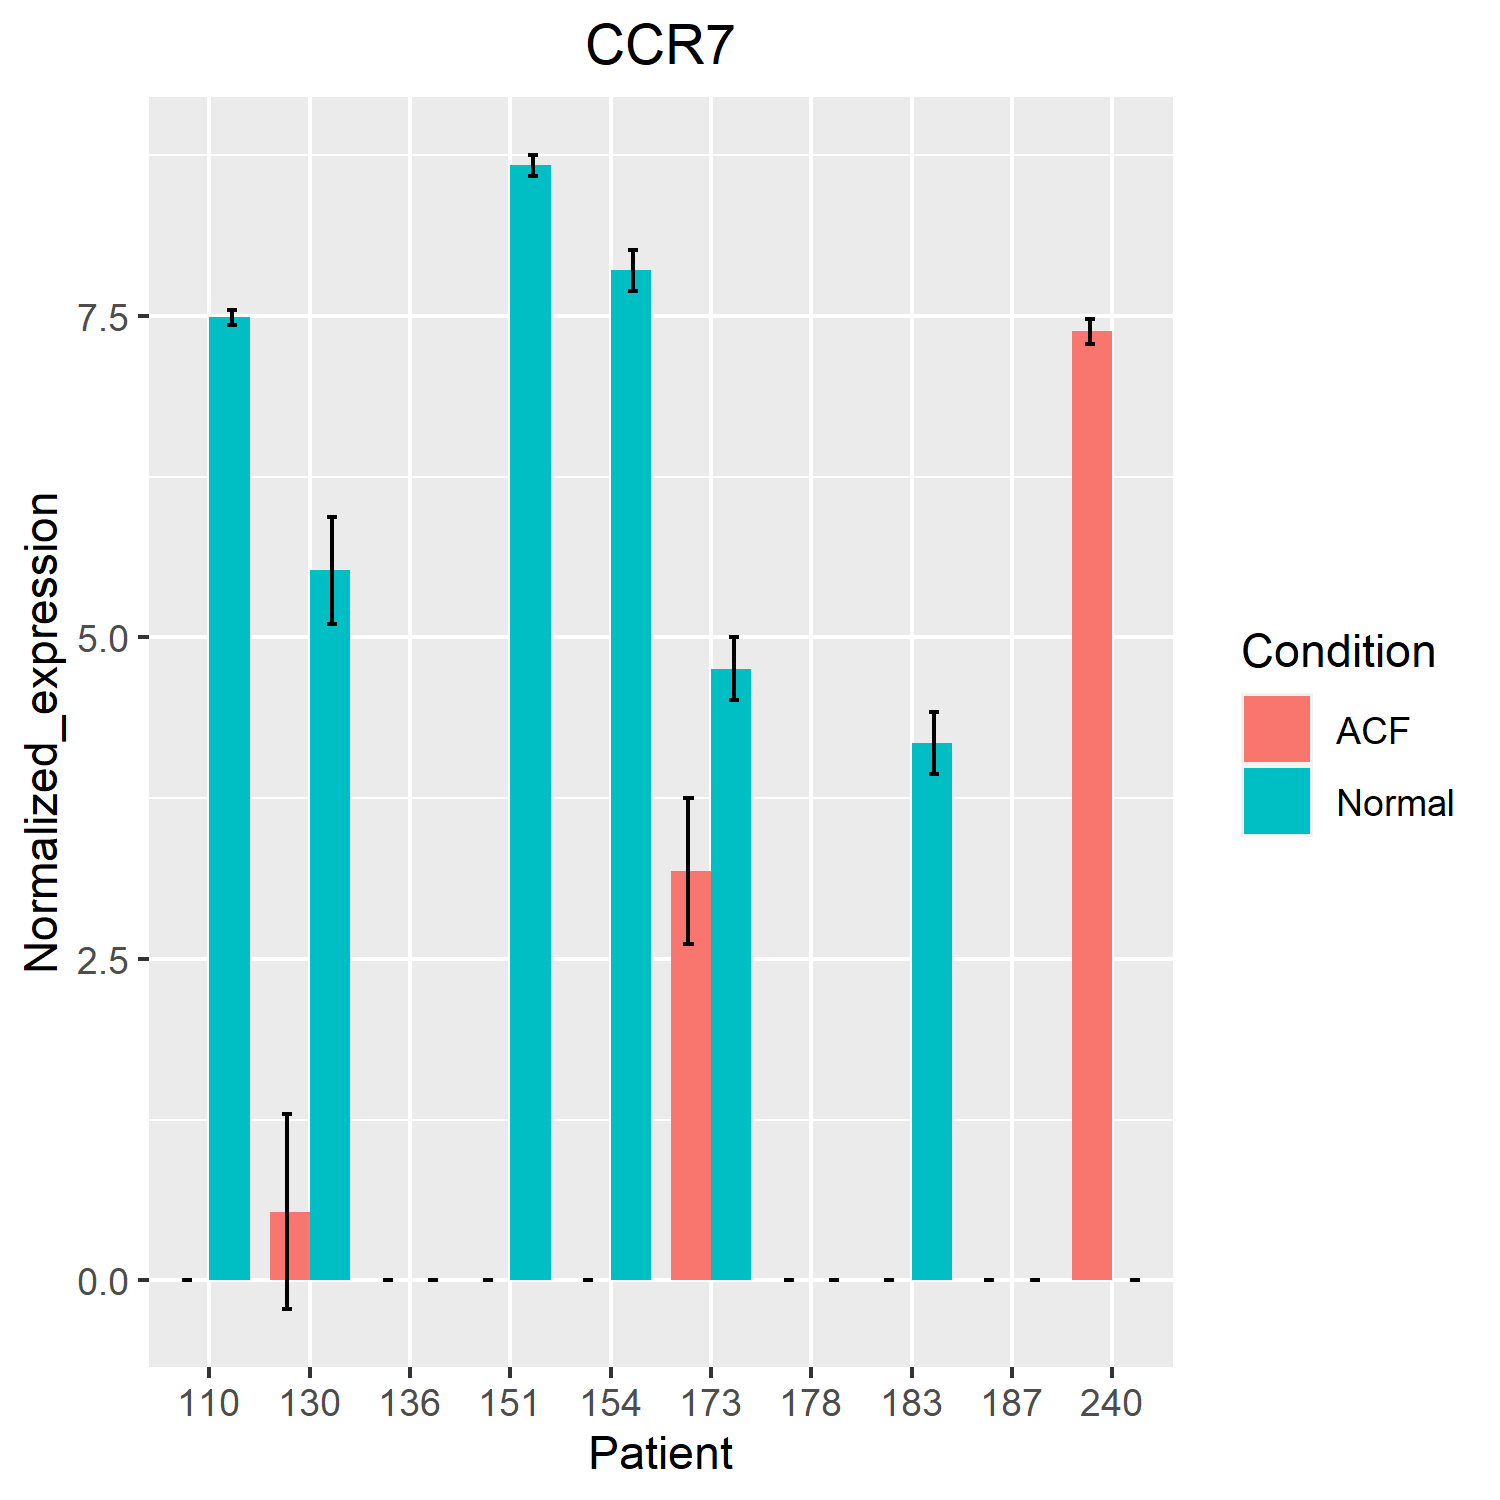 CCR7
Normalized_expression
7.5
5.0
2.5
0.0
110 130 136 151 154 173 178 183 187 240
Patient
Condition
ACF
Normal